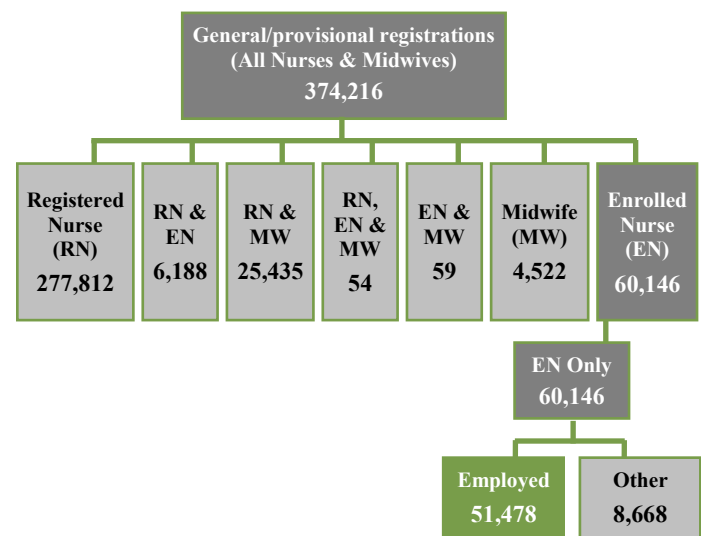 General/provisional registrations
(All Nurses & Midwives)
374,216
Registered
Nurse
(RN)
277,812
RN &
EN
6,188
RN &
MW
25,435
RN,
EN &
MW
54
EN &
MW
59
Midwife
(MW)
4,522
Enrolled
Nurse
(EN)
60,146
EN Only
60,146
Employed
51,478
Other
8,668